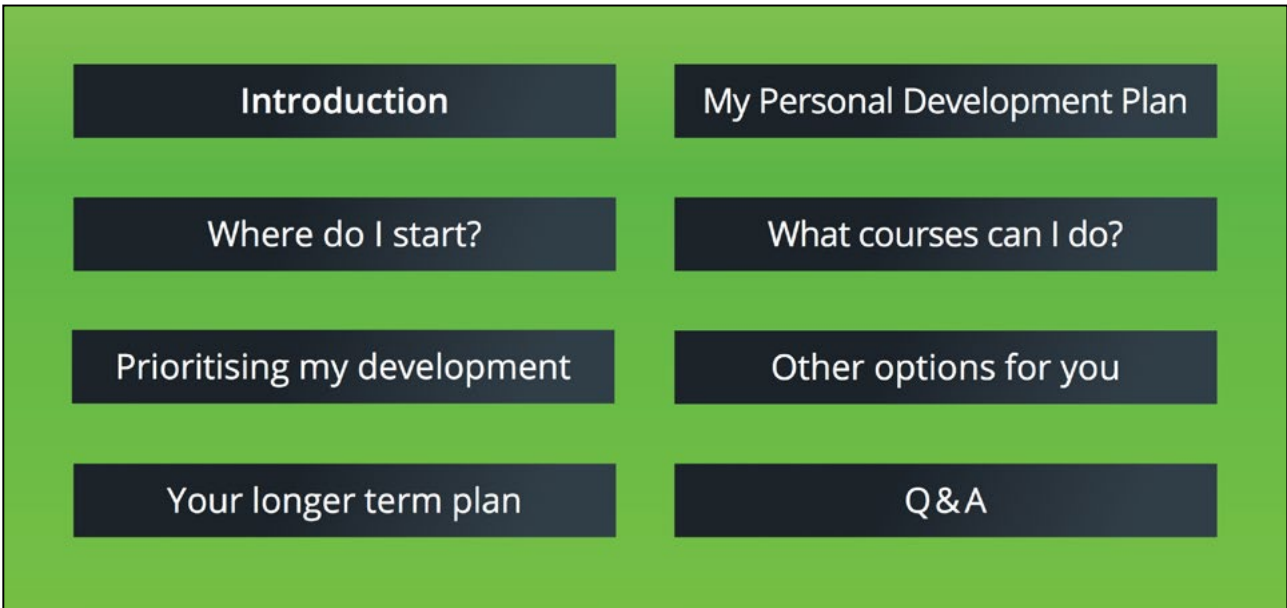 Introduction
My Personal Development Plan
Where do I start?
What courses can I do?
Prioritising my development
Other options for you
Your longer term plan
Q&A